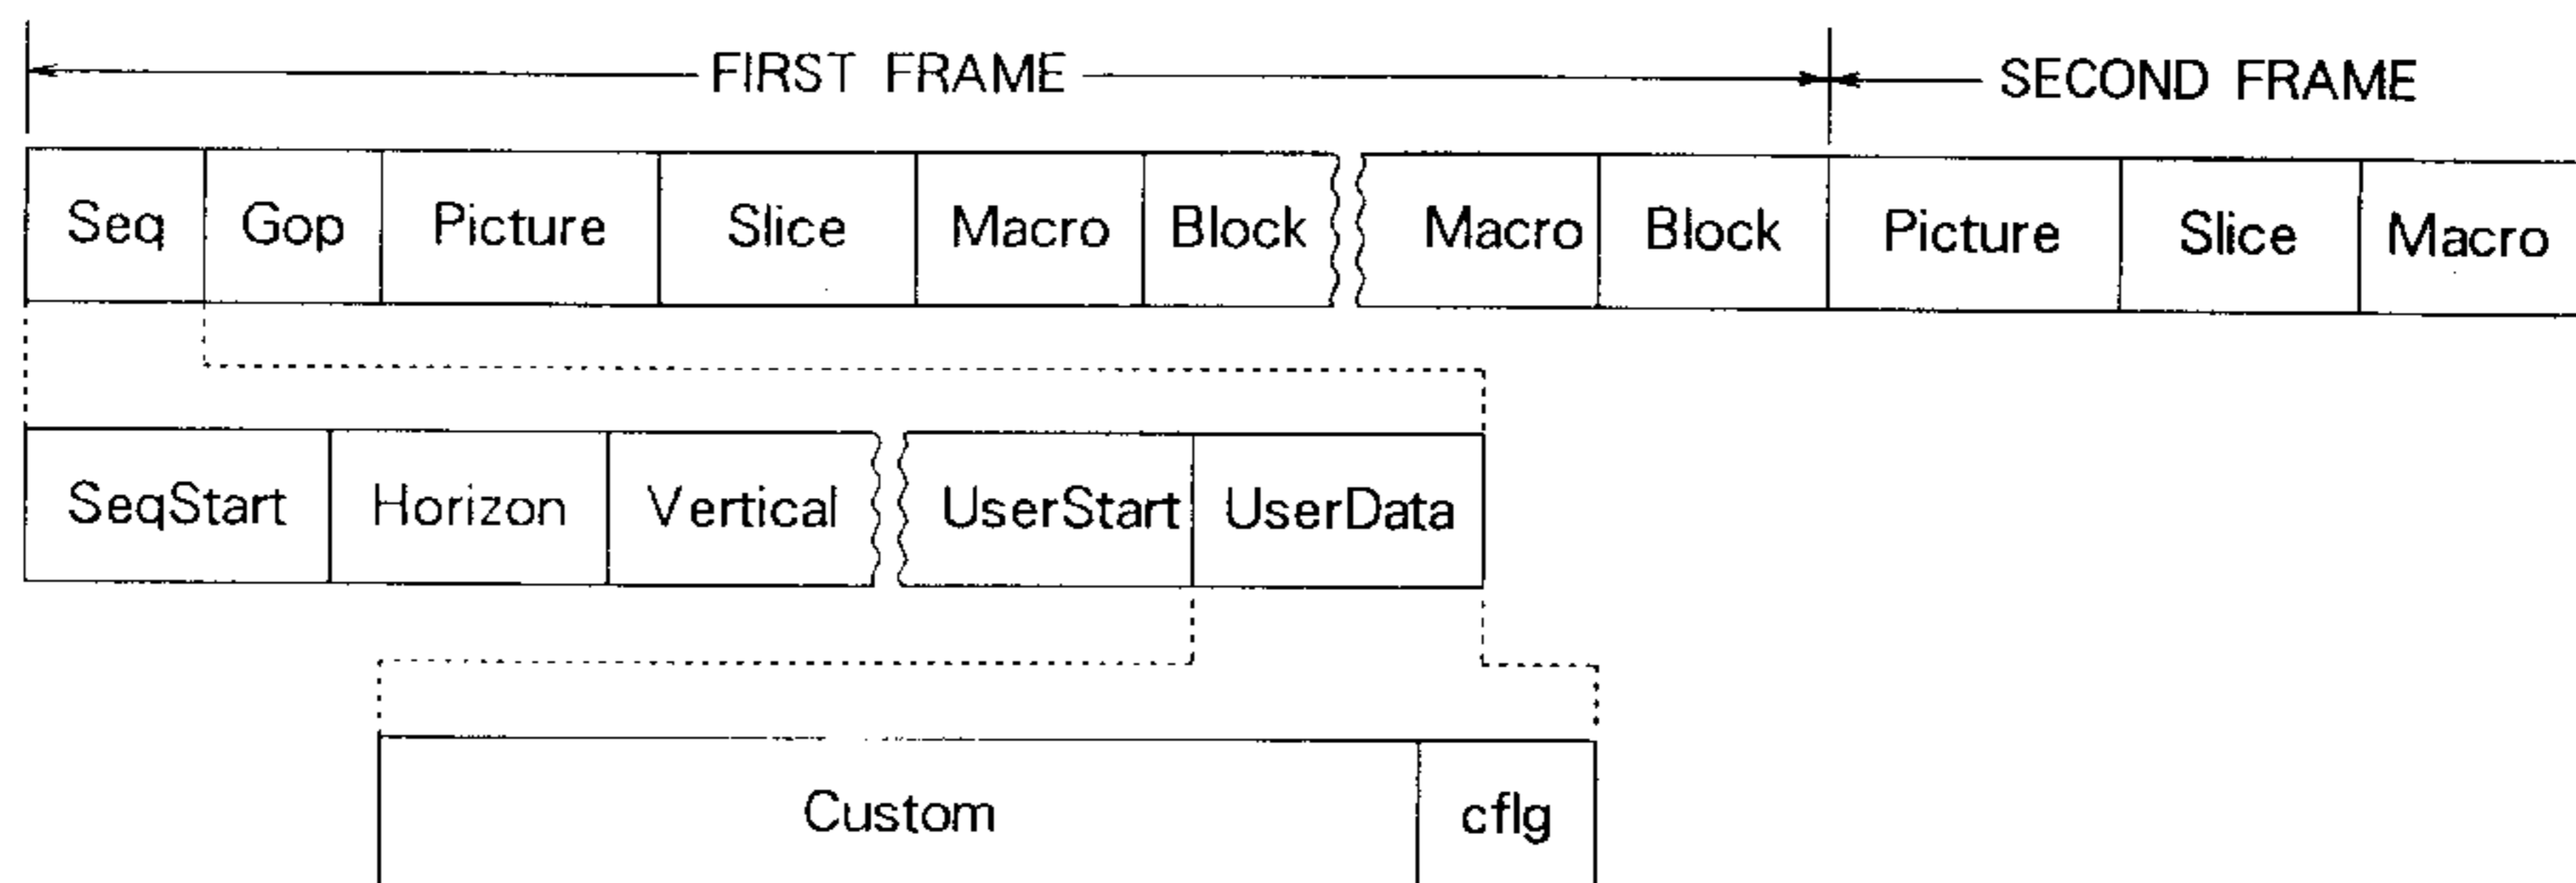 FIRST FRAME SECOND FRAME
Seq Gop Picture Slice Macro Block Macro Block Picture Slice Macro
SeqStart Horizon Vertical UserStart UserData
Custom cflg